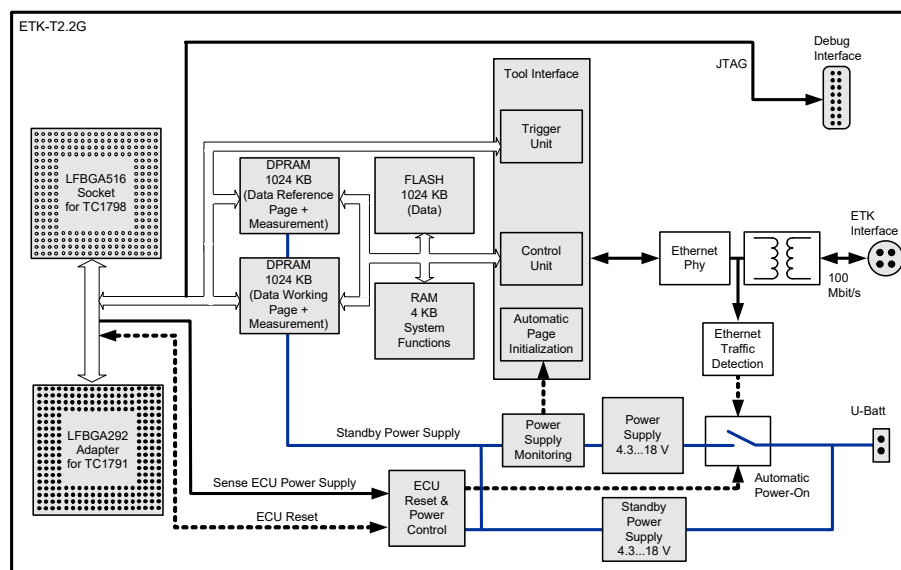 ETK-T2.2G
Debug
Interface
JTAG
Tool Interface
Trigger
Unit
LFBGA516
Socket
for TC1798
DPRAM
1024 KB
(Data Reference
Page +
Measurement)
FLASH
1024 KB
(Data)
ETK
Interface
Control
Unit
Ethernet
Phy
100
Mbit/s
DPRAM
1024 KB
(Data Working
Page +
Measurement)
RAM
4 KB
System
Functions
Automatic
Page
Initialization
Ethernet
Traffic
Detection
LFBGA292
Adapter
for TC1791
Standby Power Supply
Power
Supply
Monitoring
Power
Supply
4.3...18 V
U-Batt
Sense ECU Power Supply
ECU
Reset &
Power
Control
Automatic
Power-On
ECU Reset
Standby
Power
Supply
4.3...18 V